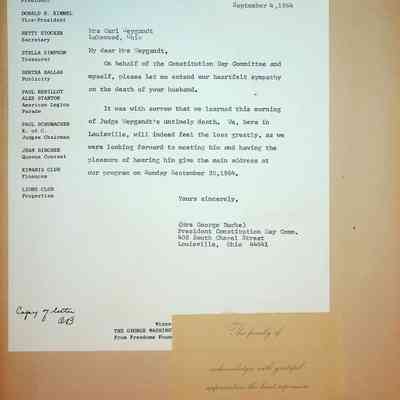 President
September 4, 1964
DONALD E. KIMMEL
Vice-President
BETTY STOCKER
Secretary
STELLA SIMPSON
Treasurer
BERTHA DALLAS
Publicity
PAUL REBILLOT
ALEX STANTON
American Legion
Parade
PAUL SCHUMACHER
K. of C.
Judges Chairman
JEAN
Queens Contest
KIWANIS CLUB
Finances
LIONS CLUB
Properties
Mrs Carl Weygandt
Lakewood, Ohio
My dear Mrs Weygandt,
On behalf of the Constitution Day Committee and
myself, please let me extend our heartfelt sympathy
on the death of your husband.
It was with sorrow that we learned this morning
of Judge Weygandt's untimely death. We, here in
Louisville, will indeed feel the loss greatly, as we
were looking forward to meeting him and having the
pleasure of hearing him give the main address at
our program on Sunday September 20, 1964.
Yours sincerely,
(Mrs George
President Constitution Day Comm.
408 South Chapel Street
Louisville, Ohio 44641
Copy of letter
Winne
THE GEORGE WASHING
From Freedoms Foun
The family of
acknowledges with grateful
appreciation the kind expression